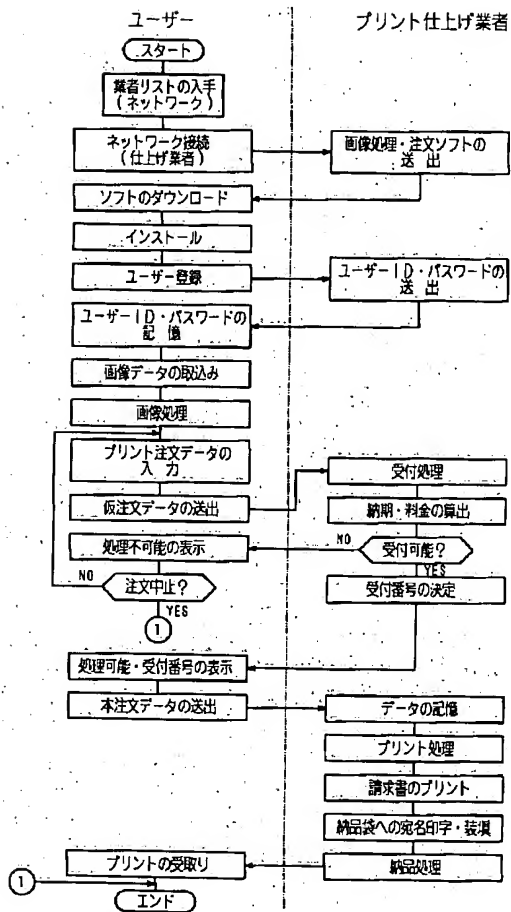 ユーザー
プリント仕上げ業者
スタート
業者リストの入手
(ネットワーク)
ネットワーク接続
(仕上げ業者)
画像処理・注文ソフトの
送出
ソフトのダウンロード
インストール
ユーザー登録
ユーザーID・パスワードの
送出
ユーザーID・パスワードの
記憶
画像データの取込み
画像処理
プリント注文データの
入力
受付処理
仮注文データの送出
納期・料金の算出
処理不可能の表示
NO
受付可能?
YES
NO
注文中止?
受付番号の決定
YES
1
処理可能・受付番号の表示
本注文データの送出
データの記憶
プリント処理
請求書のプリント
納品袋への宛名印字・装填
プリントの受取り
納品処理
1
エンド